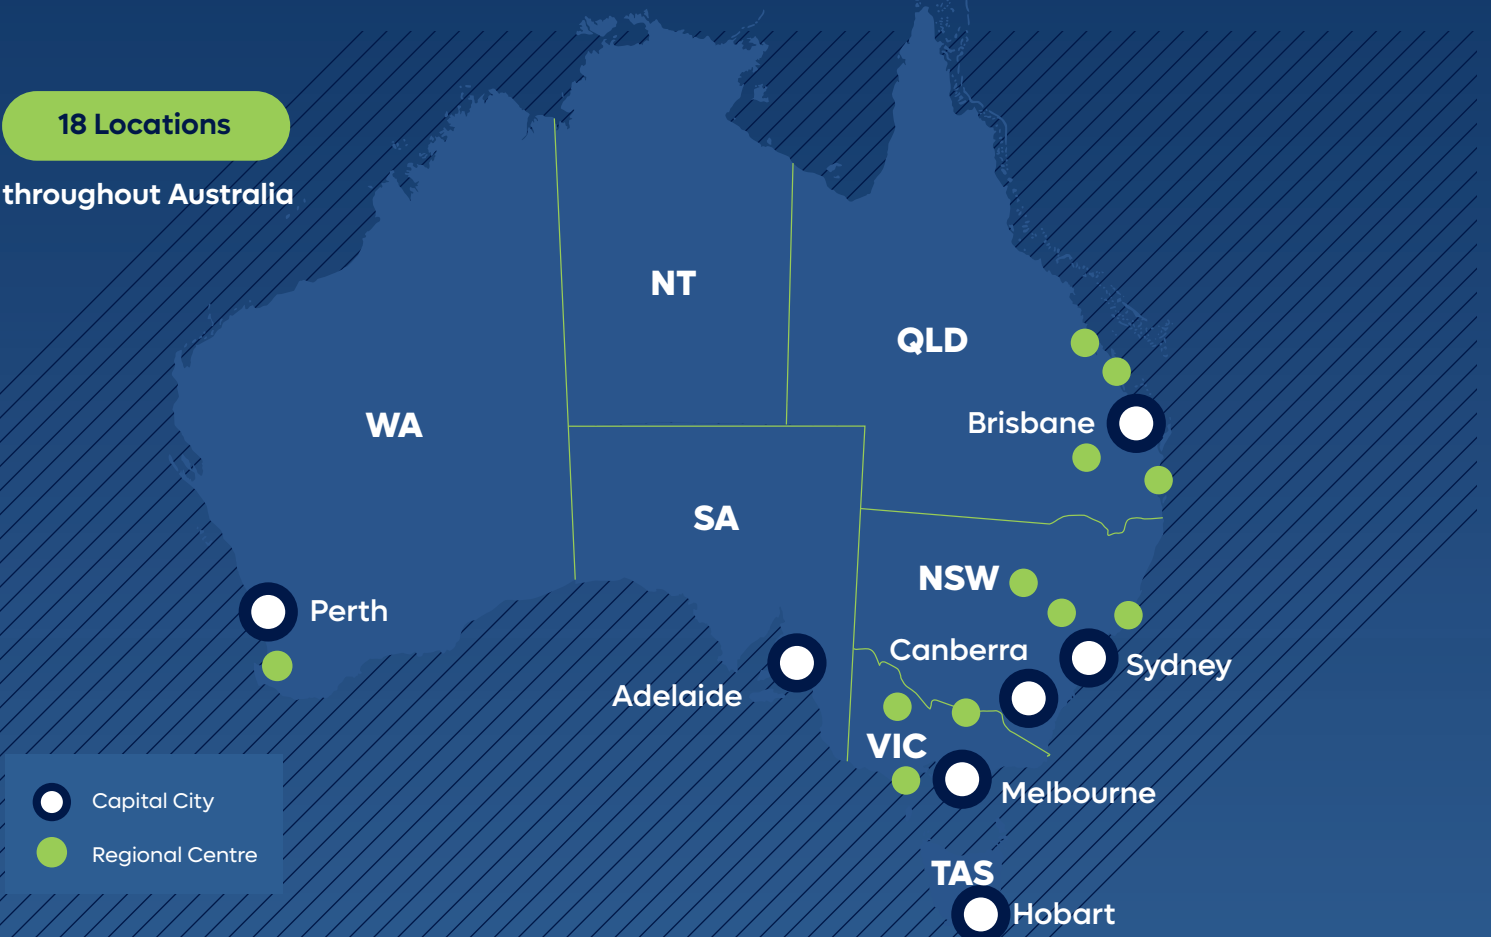 18 Locations
throughout Australia
NT
QLD
WA
Brisbane
SA
NSW
Perth
Canberra
Sydney
Adelaide
VIC
Melbourne
Capital City
Regional Centre
TAS
Hobart